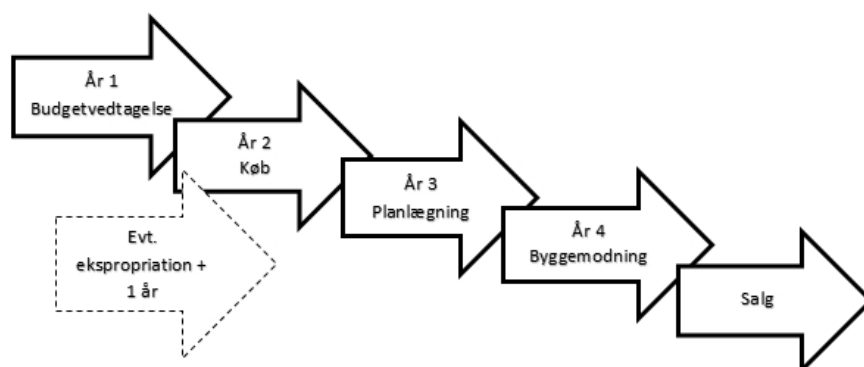 År 1
Budgetvedtagelse
År 2
Køb
År 3
Planlægning
År 4
Byggemodning
Salg
Evt.
ekspropriation +
1 år